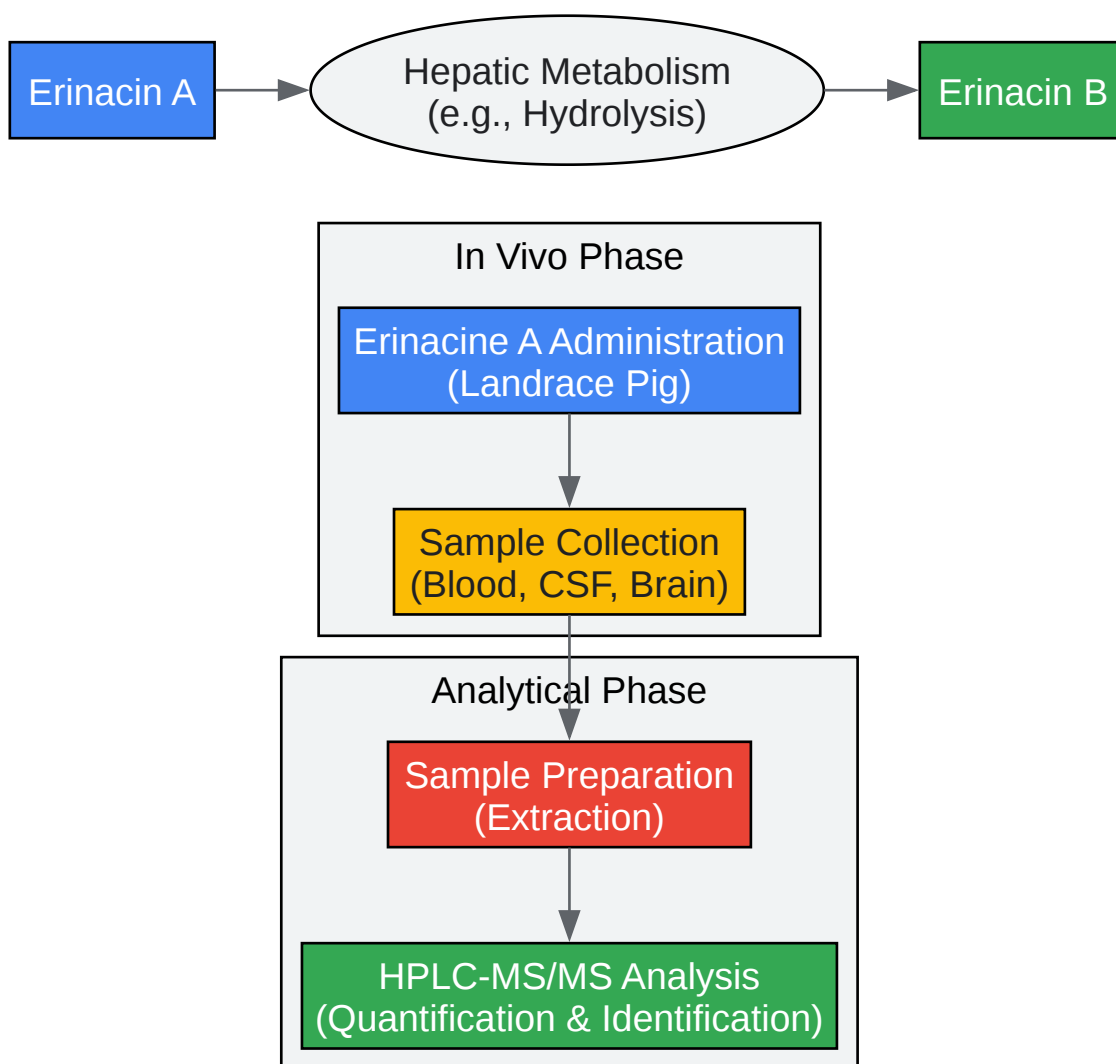 Erinacin A
Hepatic Metabolism
(e.g., Hydrolysis)
Erinacin B
In Vivo Phase
Erinacine A Administration
(Landrace Pig)
Sample Collection
(Blood, CSF, Brain)
Analytical Phase
Sample Preparation
(Extraction)
HPLC-MS/MS Analysis
(Quantification & Identification)